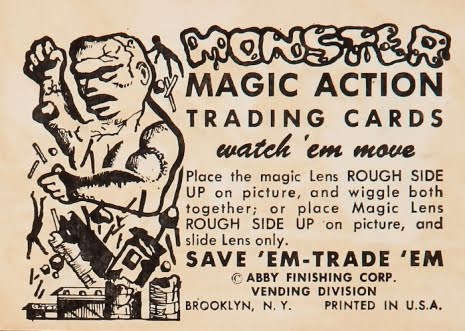 MONSTER
MAGIC ACTION
TRADING CARDS
watch 'em move
Place the magic Lens ROUGH SIDE
UP on picture, and wiggle both
together; or place Magic Lens
ROUGH SIDE UP on picture, and
slide Lens only.
SAVE 'EM-TRADE 'EM
© ABBY FINISHING CORP.
VENDING DIVISION
BROOKLYN, N. Y. PRINTED IN U.S.A.